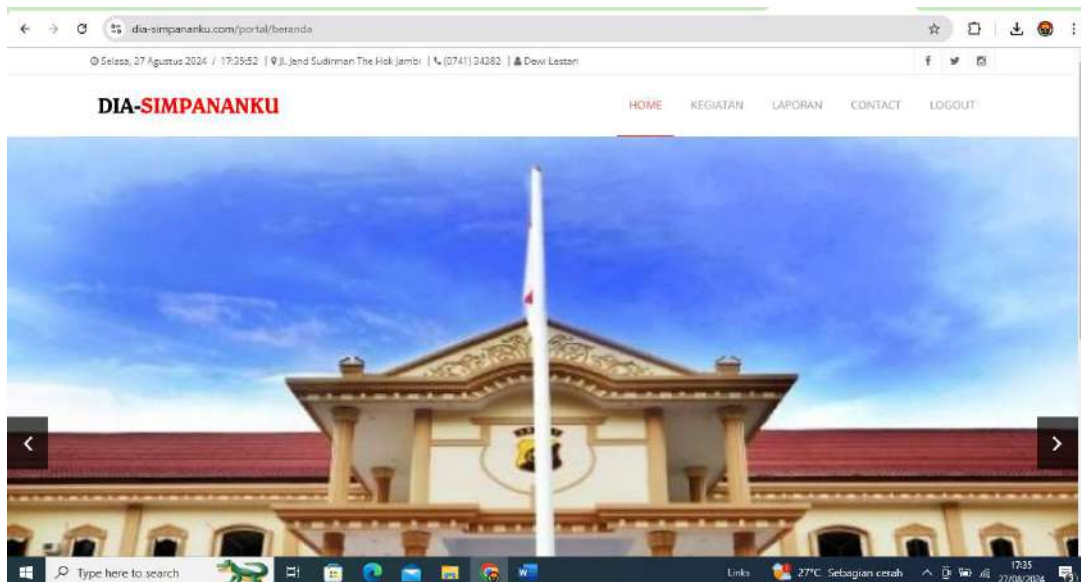 dia-simpananku.com/portal/beranda
Selasa, 27 Agustus 2024 / 17:35:52 | Jl. Jend Sudirman The Hok Jambi | (0741) 34382 | Dewi Lestari
DIA-SIMPANANKU
HOME KEGIATAN LAPORAN CONTACT LOGOUT
Type here to search
Links
27°C Sebagian cerah
17:35
27/08/2024